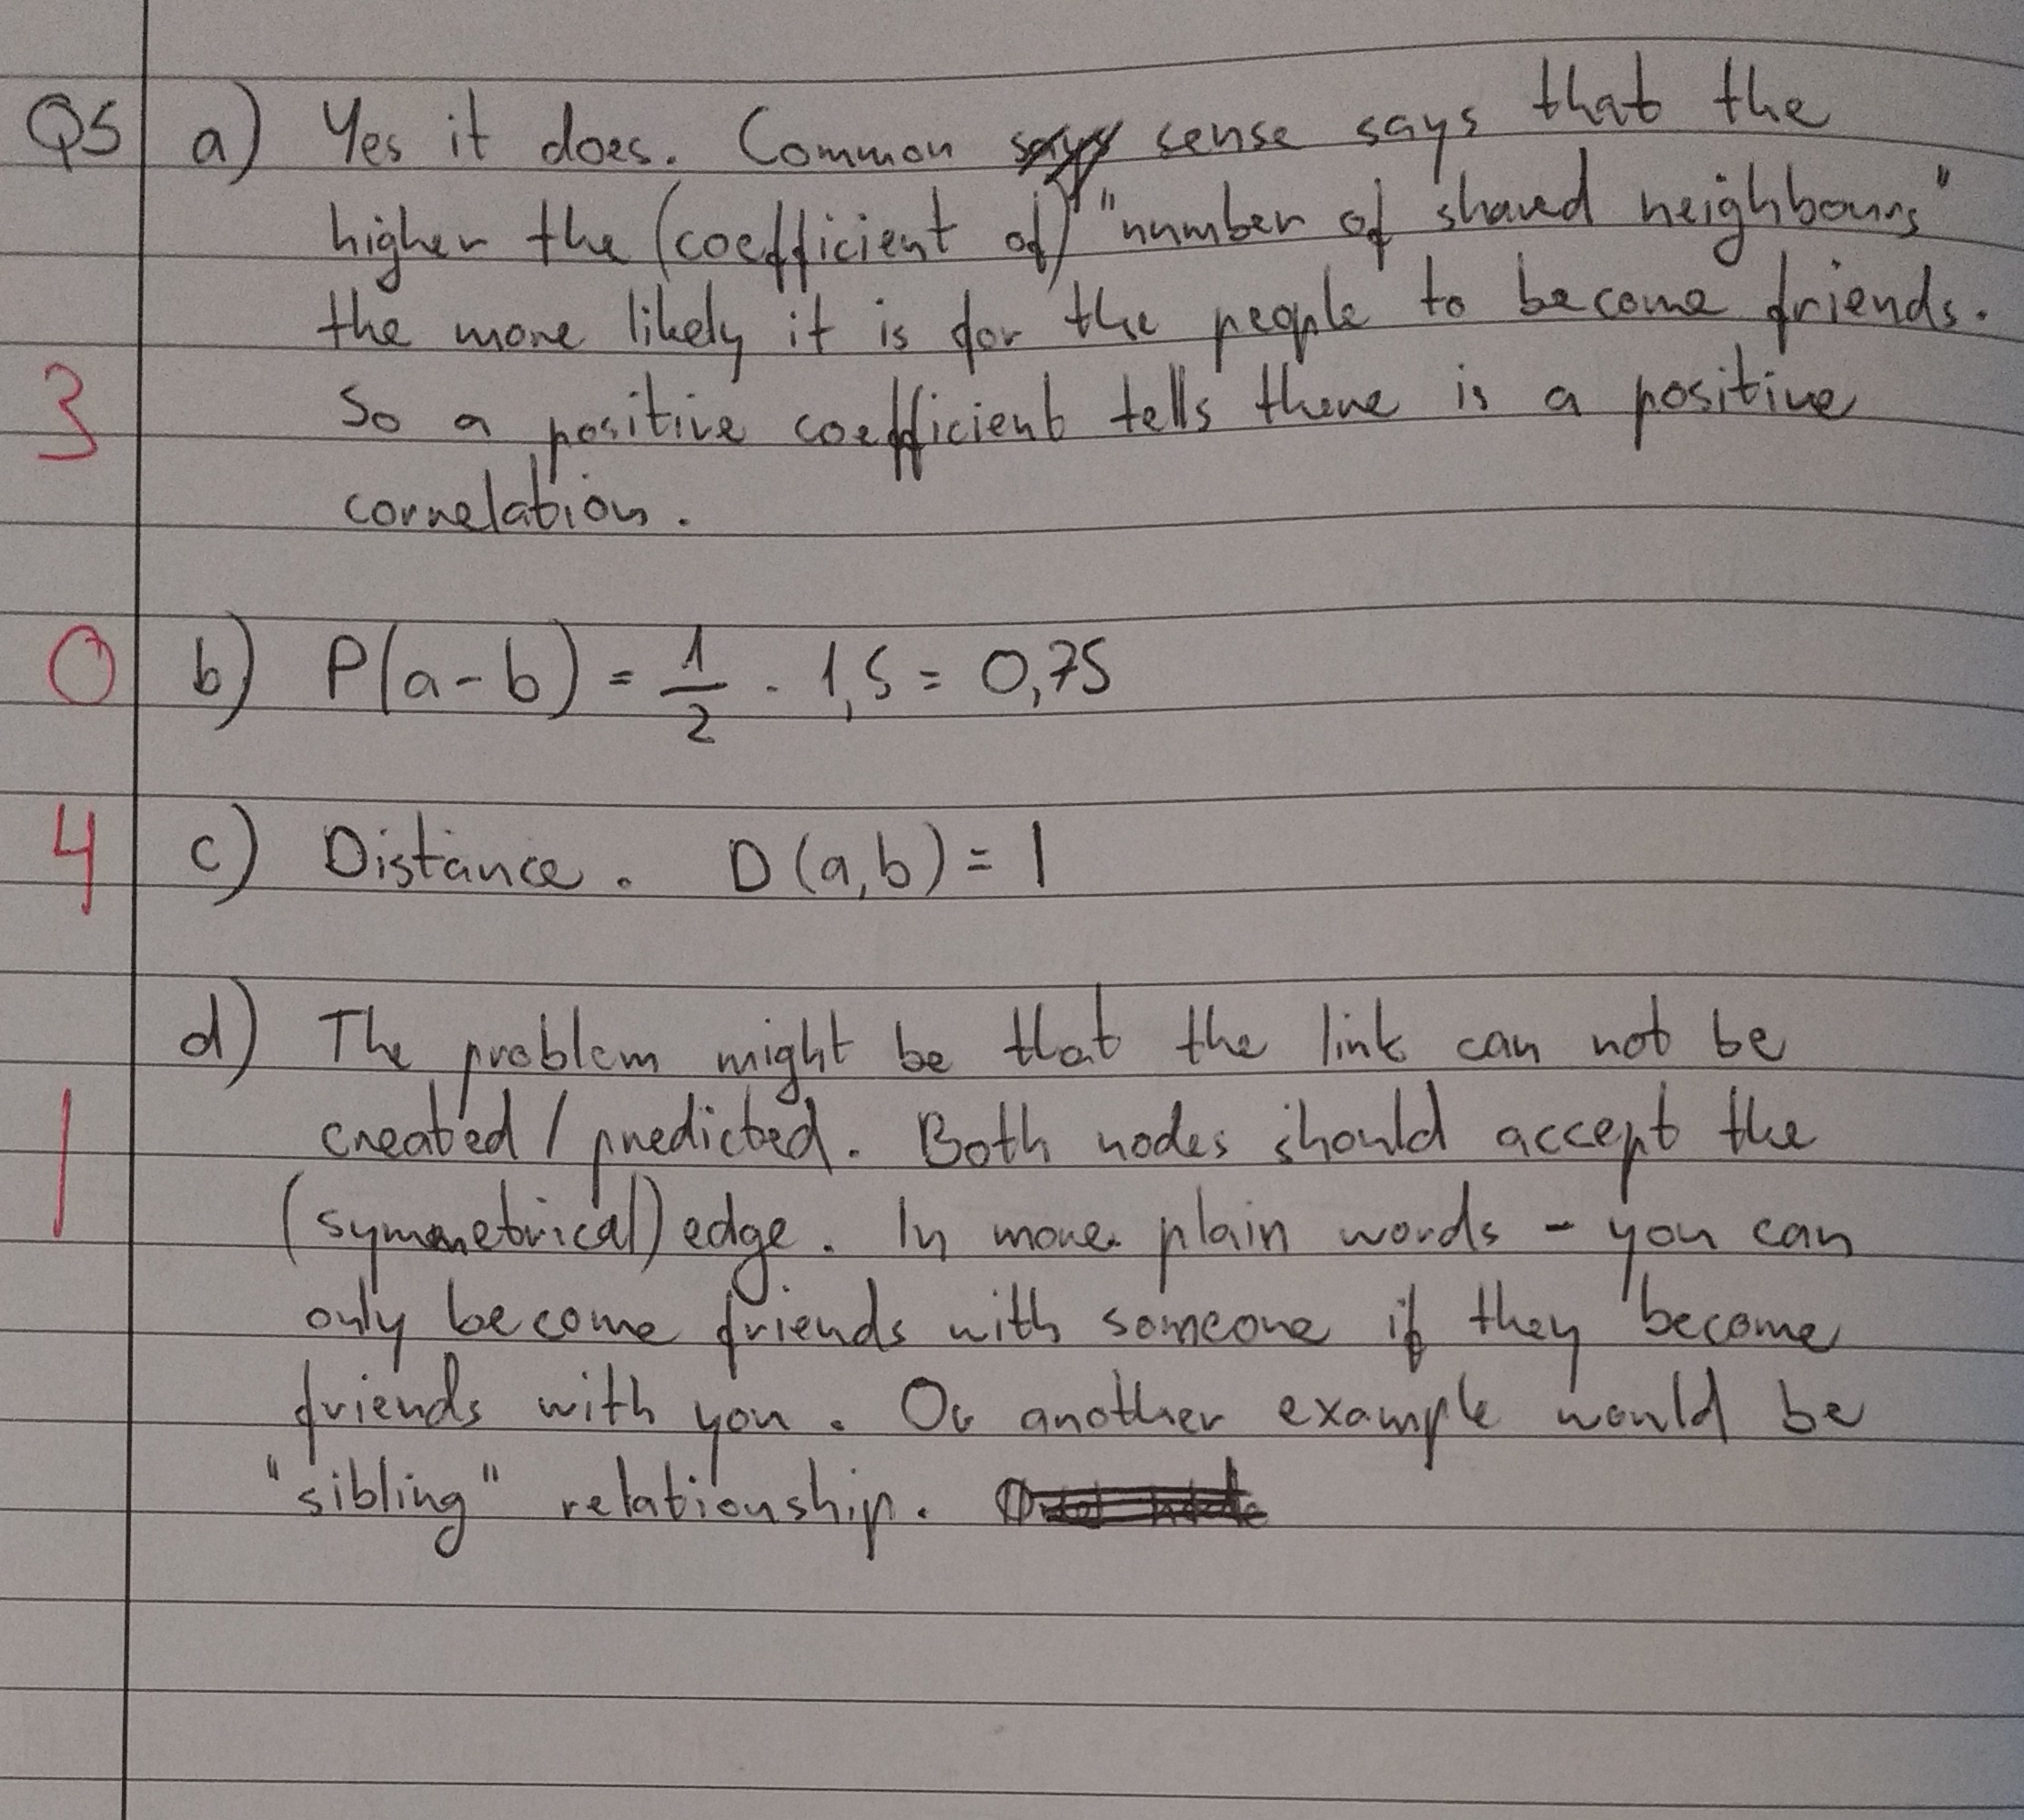 Q5 a) Yes it does. Common sense says that the
higher the (coefficient of) "number of shared neighbours"
the more likely it is for the people to become friends.
3 So a positive coefficient tells there is a positive
correlation.
0 b) P(a-b) = 1/2 · 1,5 = 0,75
4 c) Distance. D(a,b) = 1
d) The problem might be that the link can not be
1 created / predicted. Both nodes should accept the
(symmetrical) edge. In more plain words - you can
only become friends with someone if they become
friends with you. Or another example would be
"sibling" relationship.